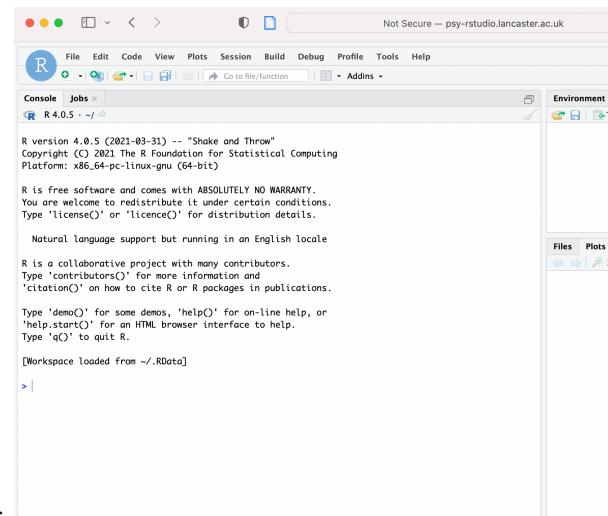 Not Secure — psy-rstudio.lancaster.ac.uk
R
File Edit Code View Plots Session Build Debug Profile Tools Help
Go to file/function
Addins
Console Jobs
R 4.0.5 · ~/
R version 4.0.5 (2021-03-31) -- "Shake and Throw"
Copyright (C) 2021 The R Foundation for Statistical Computing
Platform: x86_64-pc-linux-gnu (64-bit)
R is free software and comes with ABSOLUTELY NO WARRANTY.
You are welcome to redistribute it under certain conditions.
Type 'license()' or 'licence()' for distribution details.
Natural language support but running in an English locale
R is a collaborative project with many contributors.
Type 'contributors()' for more information and
'citation()' on how to cite R or R packages in publications.
Type 'demo()' for some demos, 'help()' for on-line help, or
'help.start()' for an HTML browser interface to help.
Type 'q()' to quit R.
[Workspace loaded from ~/.RData]
>
Environment
Files Plots